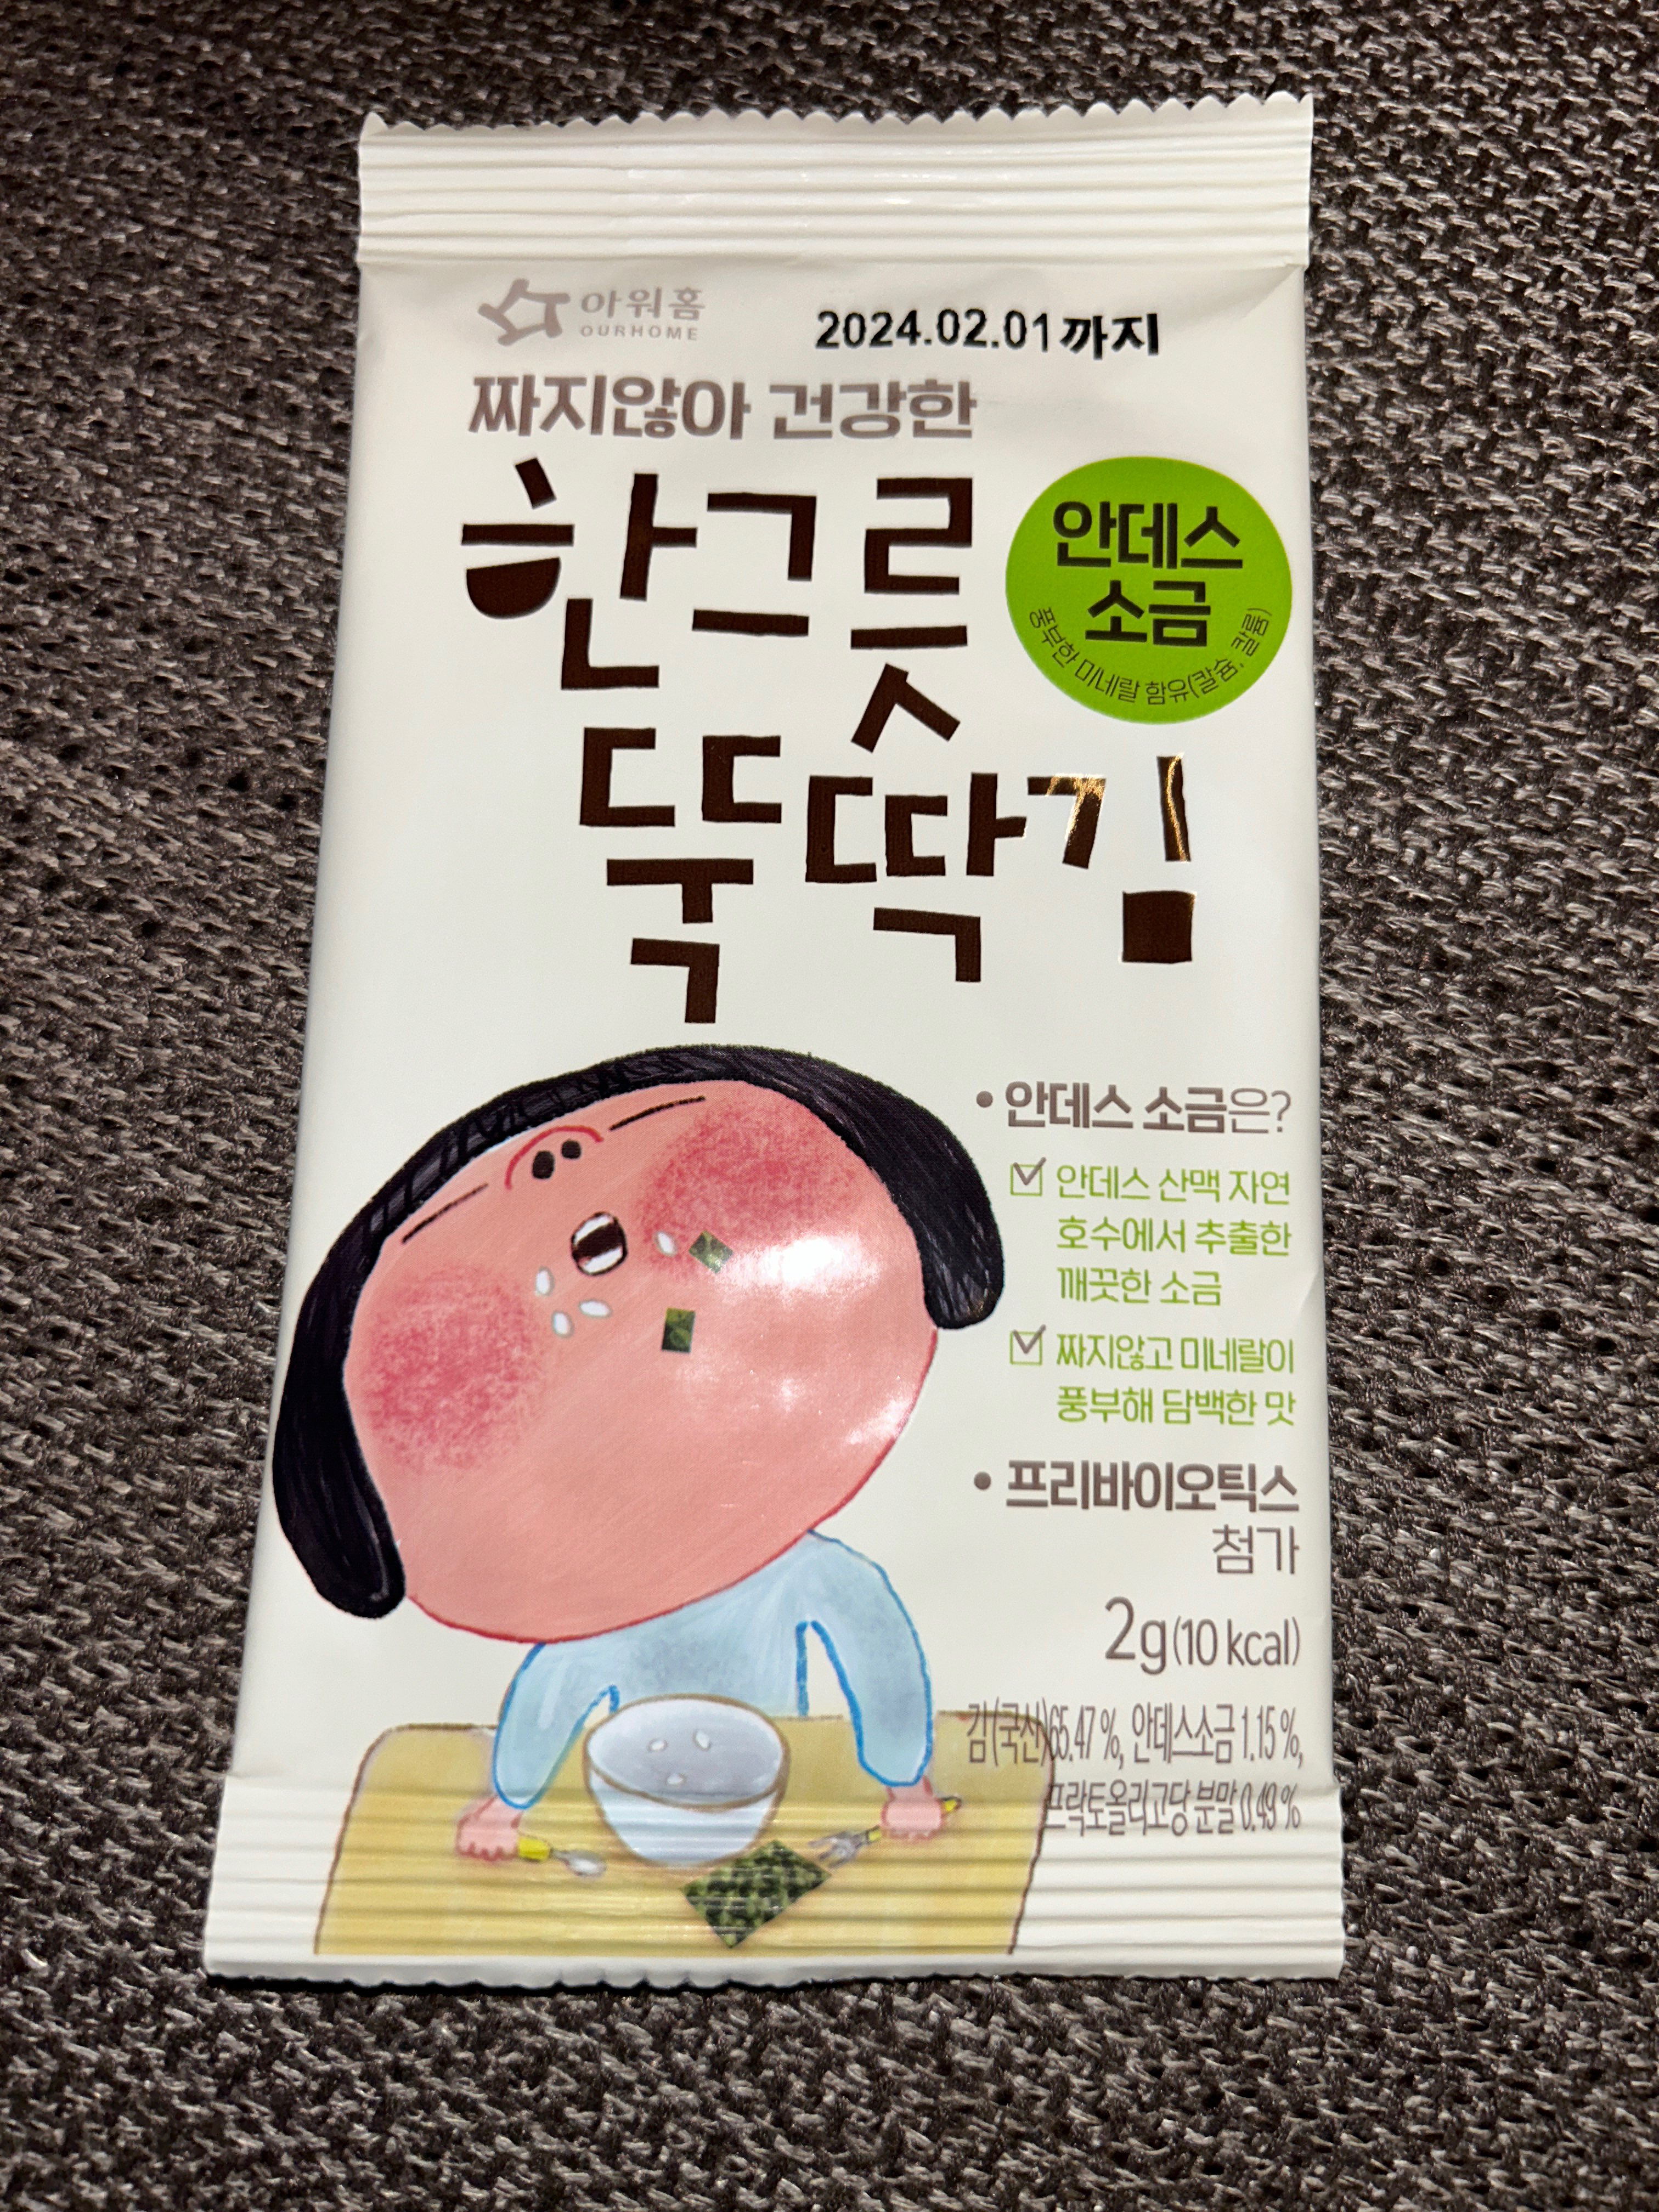 아워홈
OURHOME
2024.02.01까지
짜지않아 건강한
한그릇
뚝딱김
안데스
소금
풍부한 미네랄 함유(칼슘, 칼륨)
• 안데스 소금은?
안데스 산맥 자연
호수에서 추출한
깨끗한 소금
짜지않고 미네랄이
풍부해 담백한 맛
• 프리바이오틱스
첨가
2g(10 kcal)
김(국산)65.47 %, 안데스소금 1.15 %,
프락토올리고당 분말 0.49 %